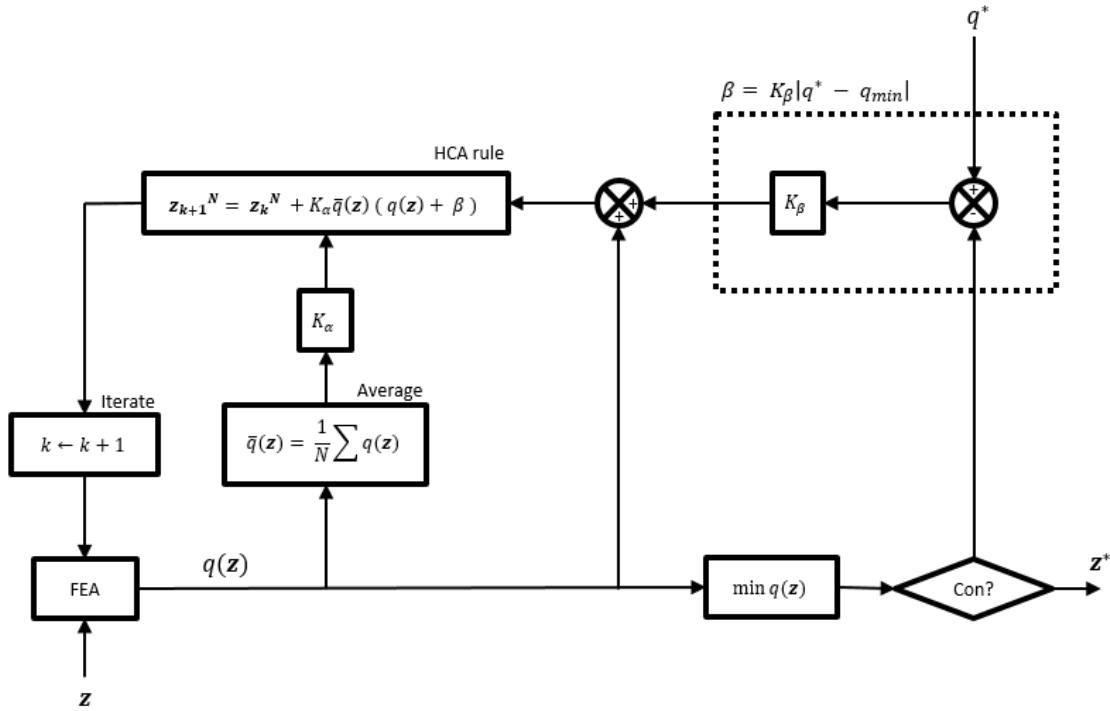 q*
β = K_β|q* − q_min|
HCA rule
z_{k+1}^N = z_k^N + K_α q̄(z) ( q(z) + β )
+
+
K_β
+
-
K_α
Iterate
Average
k ← k + 1
q̄(z) = 1/N ∑ q(z)
q(z)
z*
FEA
min q(z)
Con?
z